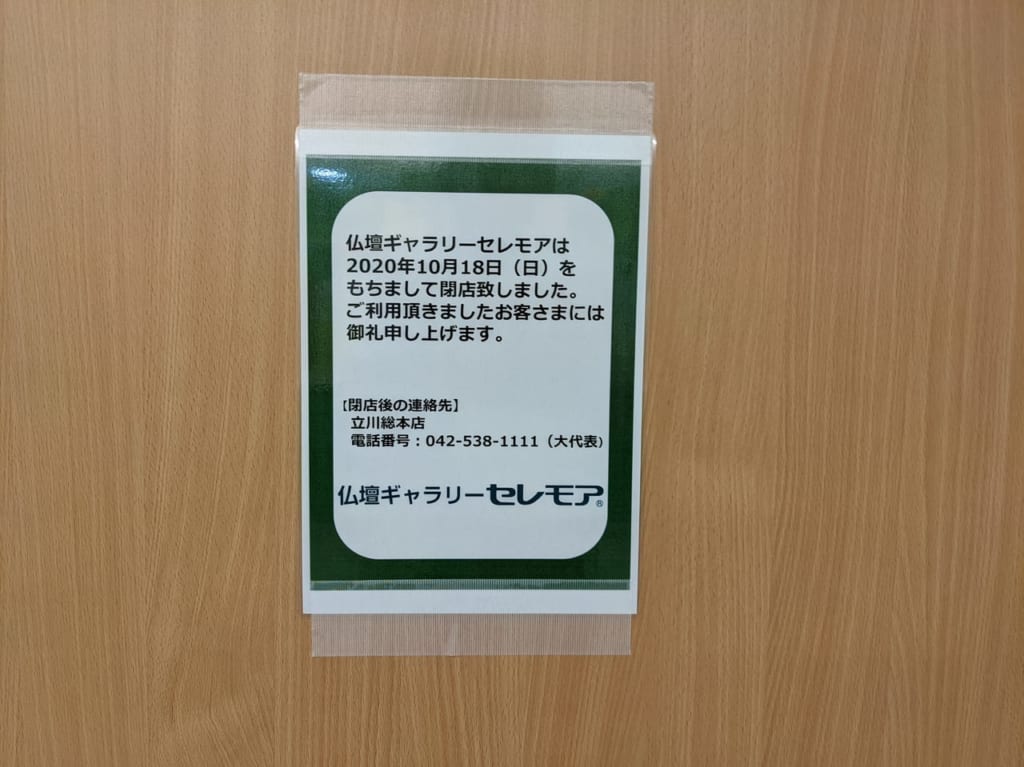 仏壇ギャラリーセレモアは
2020年10月18日（日）を
もちまして閉店致しました。
ご利用頂きましたお客さまには
御礼申し上げます。
【閉店後の連絡先】
立川総本店
電話番号：042-538-1111（大代表）
仏壇ギャラリーセレモア®